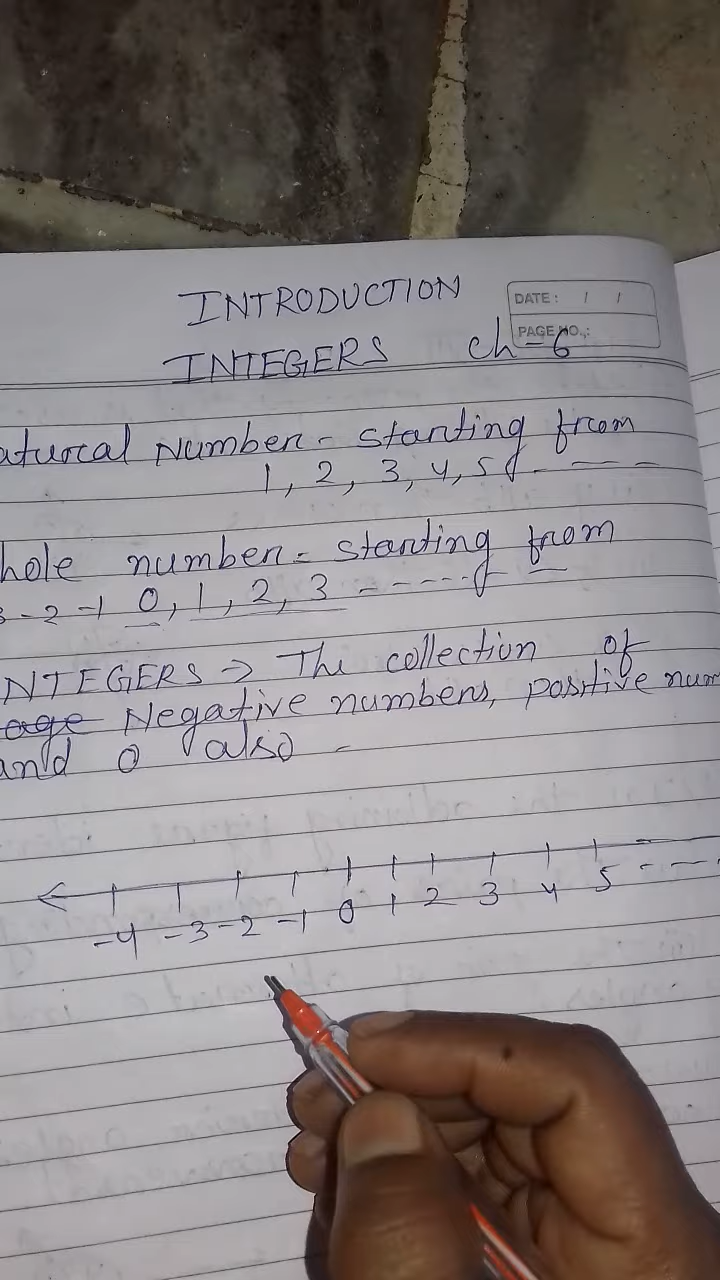 INTRODUCTION
DATE: / /
PAGE NO.:
INTEGERS ch-6
atural Number - starting from
1, 2, 3, 4, 5, - - -
hole number - starting from
3 -2 -1 0, 1, 2, 3 - - - - -
NTEGERS => The collection of
Negative numbers, positive num
and 0 also -
-4 -3 -2 -1 0 1 2 3 4 5 - - -